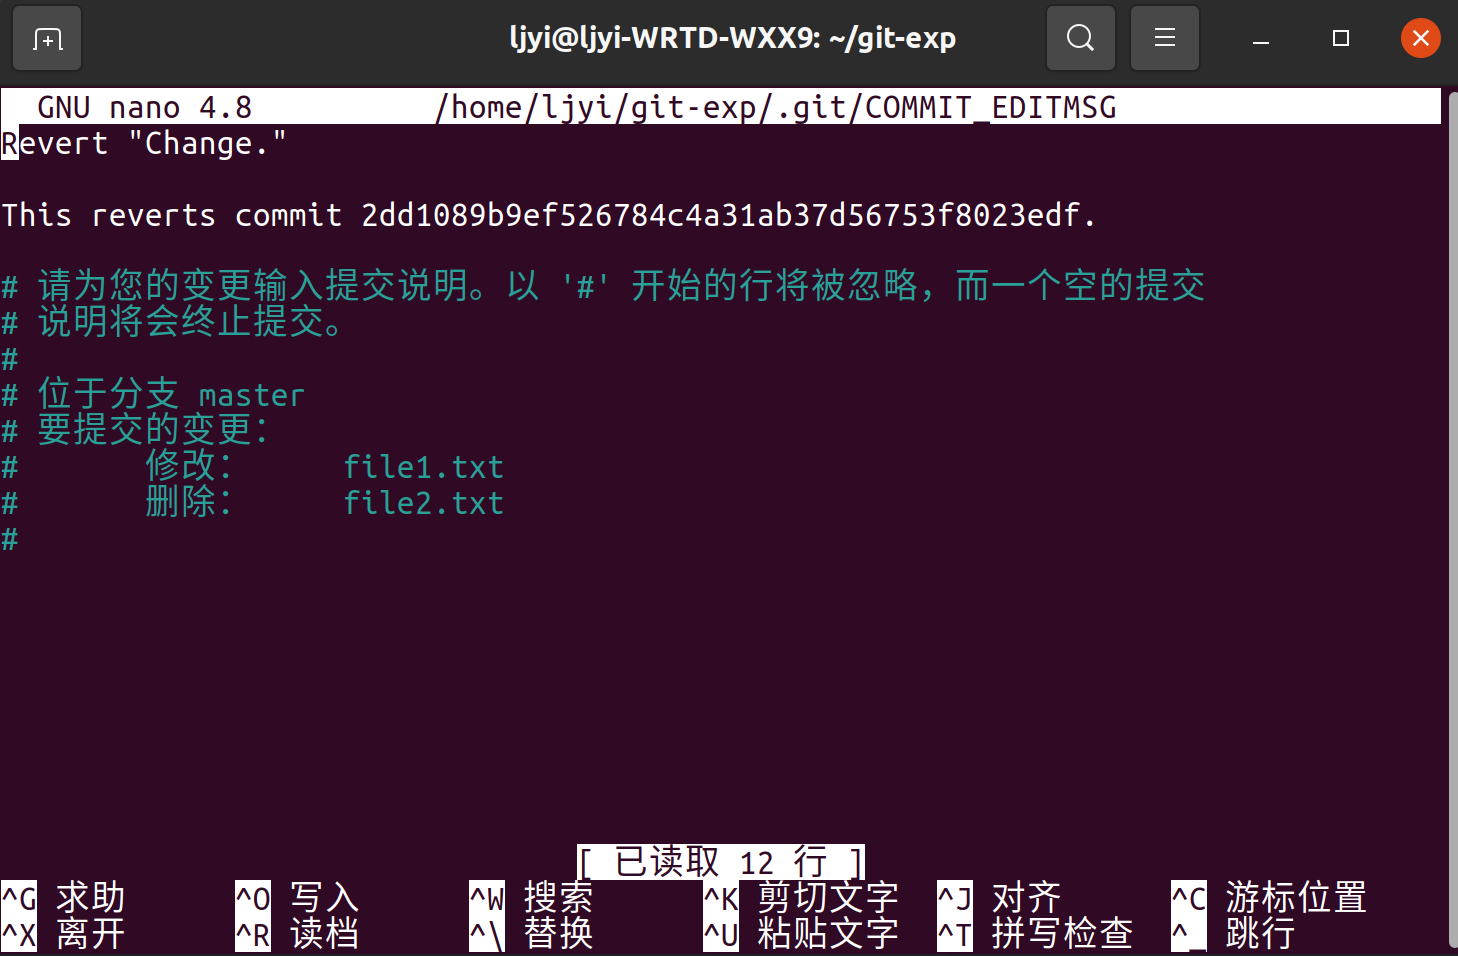 ljyi@ljyi-WRTD-WXX9: ~/git-exp
GNU nano 4.8 /home/ljyi/git-exp/.git/COMMIT_EDITMSG
Revert "Change."
This reverts commit 2dd1089b9ef526784c4a31ab37d56753f8023edf.
# 请为您的变更输入提交说明。以 '#' 开始的行将被忽略，而一个空的提交
# 说明将会终止提交。
#
# 位于分支 master
# 要提交的变更：
# 修改： file1.txt
# 删除： file2.txt
#
[ 已读取 12 行 ]
^G 求助 ^O 写入 ^W 搜索 ^K 剪切文字 ^J 对齐 ^C 游标位置
^X 离开 ^R 读档 ^\ 替换 ^U 粘贴文字 ^T 拼写检查 ^_ 跳行